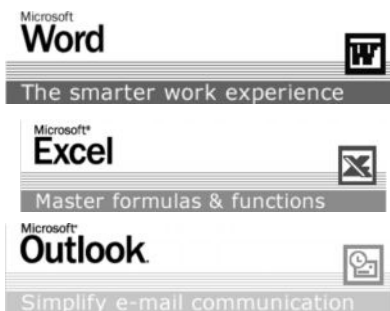 Microsoft
Word
The smarter work experience
Microsoft®
Excel
Master formulas & functions
Microsoft®
Outlook.
Simplify e-mail communication